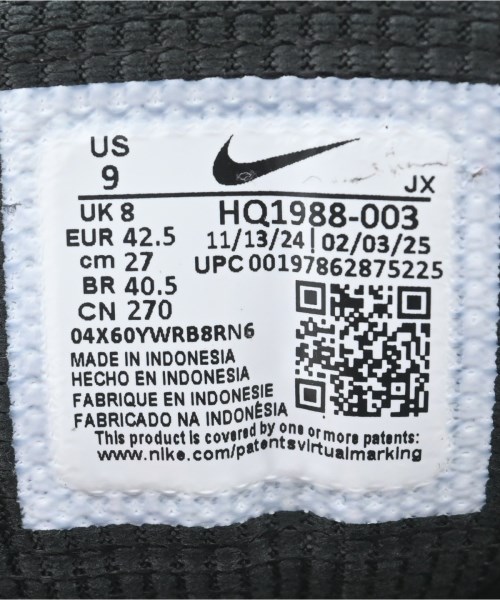 US
9
JX
UK 8
HQ1988-003
EUR 42.5
11/13/24 | 02/03/25
cm 27
UPC 00197862875225
BR 40.5
CN 270
04X60YWRB8RN6
MADE IN INDONESIA
HECHO EN INDONESIA
FABRIQUE EN INDONESIE
FABRICADO NA INDONÉSIA
This product is covered by one or more patents:
www.nike.com/patentsvirtualmarking